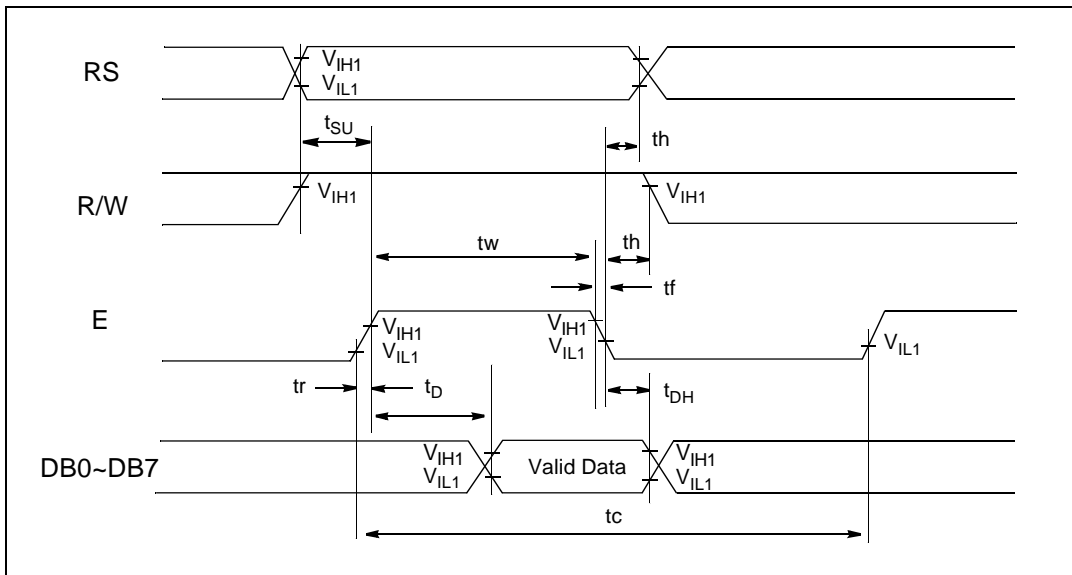 RS
VIH1
VIL1
tSU
th
R/W
VIH1
VIH1
tw
th
tf
E
VIH1
VIL1
VIH1
VIL1
VIL1
tr
tD
tDH
DB0~DB7
VIH1
VIL1
Valid Data
VIH1
VIL1
tc